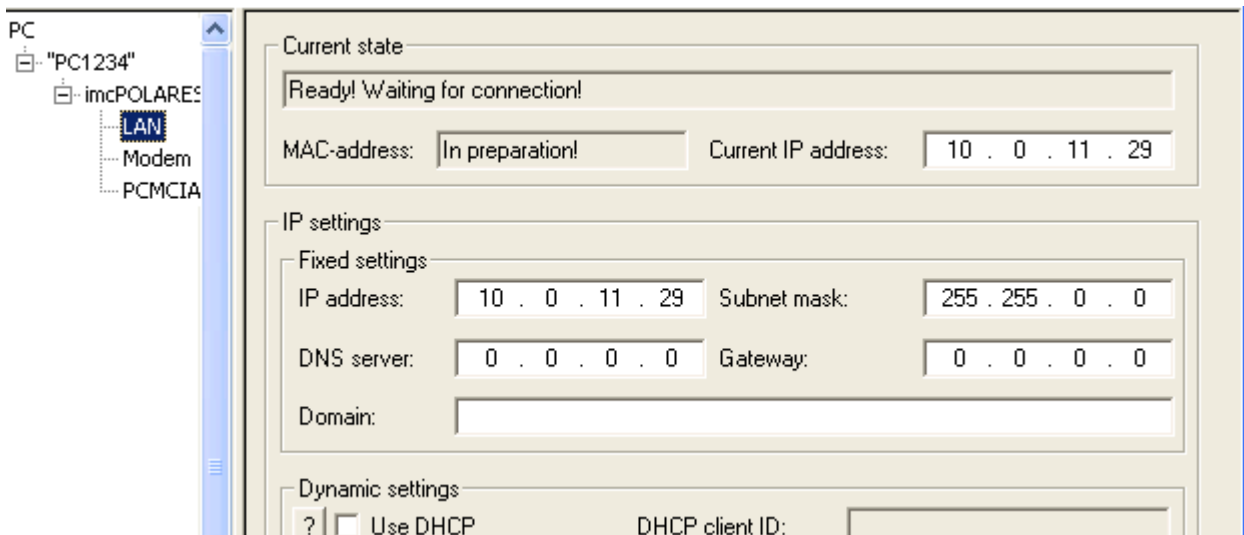 PC
"PC1234"
imcPOLARES
LAN
Modem
PCMCIA
Current state
Ready! Waiting for connection!
MAC-address: In preparation! Current IP address: 10 . 0 . 11 . 29
IP settings
Fixed settings
IP address: 10 . 0 . 11 . 29 Subnet mask: 255 . 255 . 0 . 0
DNS server: 0 . 0 . 0 . 0 Gateway: 0 . 0 . 0 . 0
Domain:
Dynamic settings
? Use DHCP DHCP client ID: